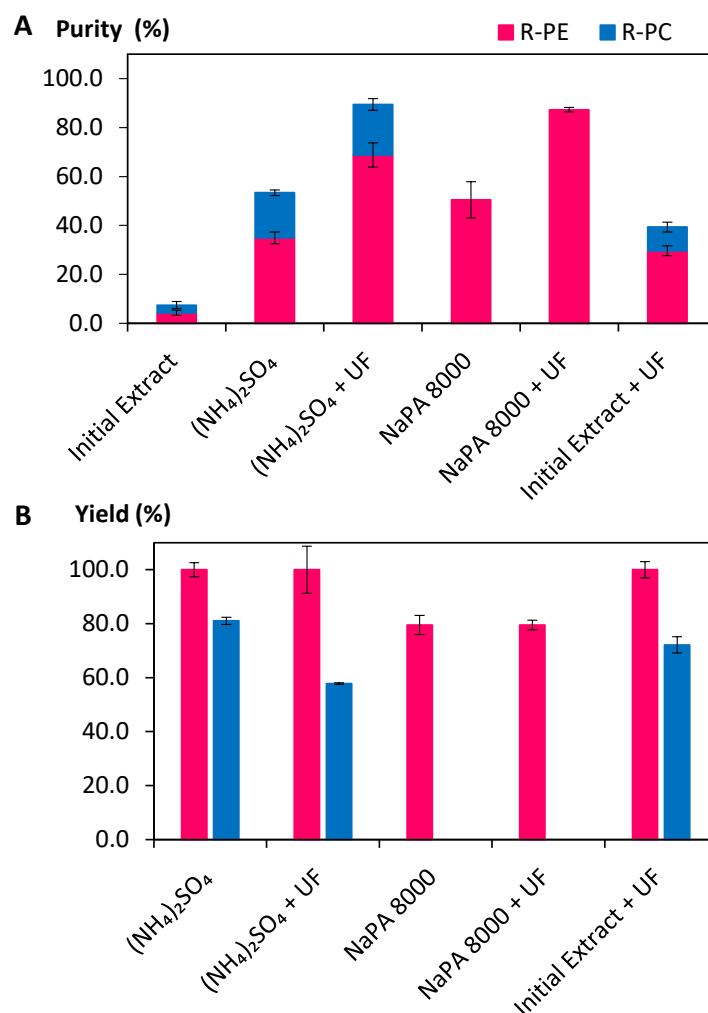 A Purity (%) R-PE R-PC
100.0
80.0
60.0
40.0
20.0
0.0
Initial Extract
(NH₄)₂SO₄
(NH₄)₂SO₄ + UF
NaPA 8000
NaPA 8000 + UF
Initial Extract + UF
B Yield (%)
100.0
80.0
60.0
40.0
20.0
0.0
(NH₄)₂SO₄
(NH₄)₂SO₄ + UF
NaPA 8000
NaPA 8000 + UF
Initial Extract + UF